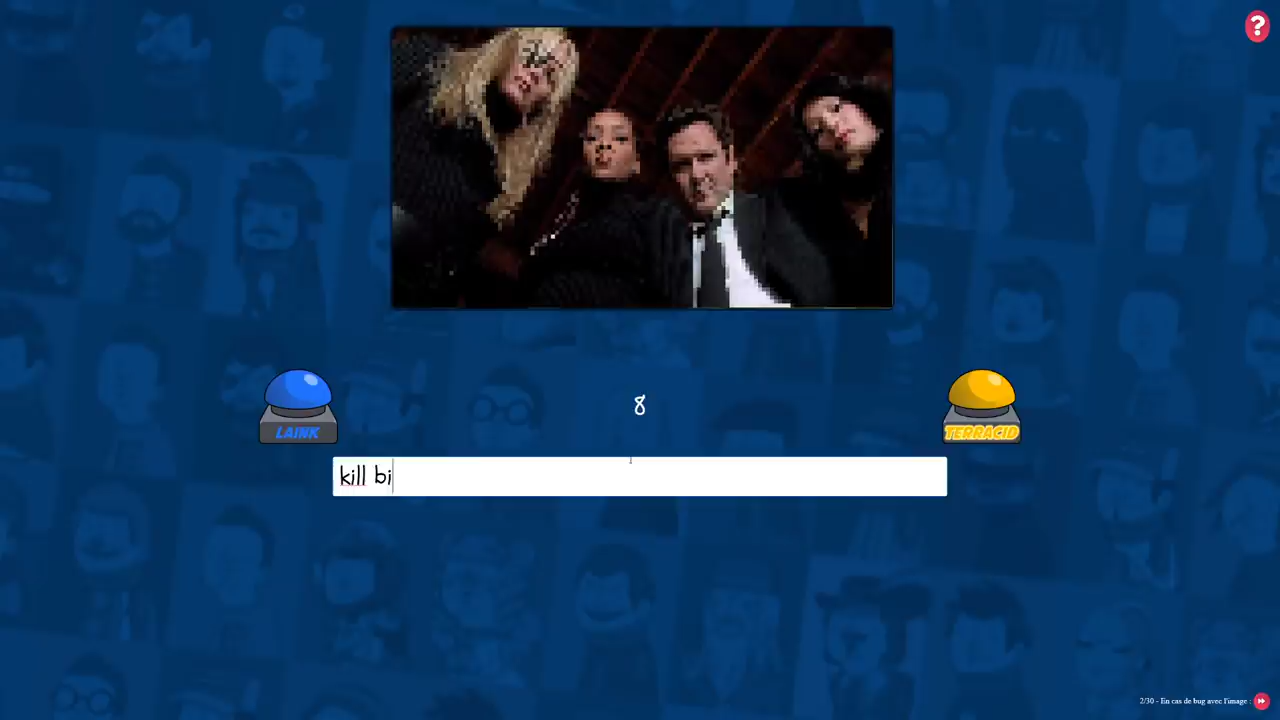 ?
8
LAINK
TERRACID
kill bi
2/30 - En cas de bug avec l'image :